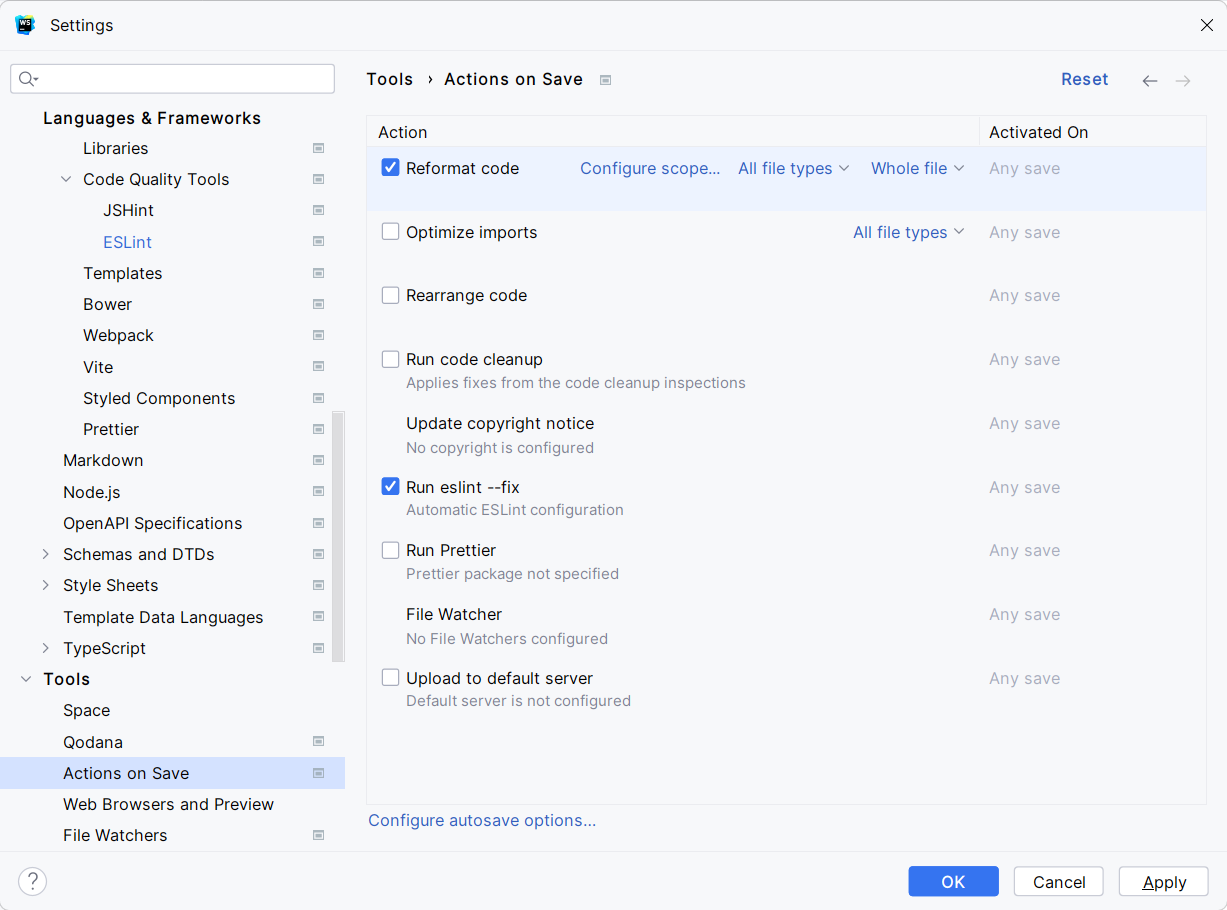 WS
Settings
Tools › Actions on Save
Reset
Languages & Frameworks
Libraries
Code Quality Tools
JSHint
ESLint
Templates
Bower
Webpack
Vite
Styled Components
Prettier
Markdown
Node.js
OpenAPI Specifications
Schemas and DTDs
Style Sheets
Template Data Languages
TypeScript
Tools
Space
Qodana
Actions on Save
Web Browsers and Preview
File Watchers
Action Activated On
Reformat code Configure scope... All file types Whole file Any save
Optimize imports All file types Any save
Rearrange code Any save
Run code cleanup Any save
Applies fixes from the code cleanup inspections
Update copyright notice Any save
No copyright is configured
Run eslint --fix Any save
Automatic ESLint configuration
Run Prettier Any save
Prettier package not specified
File Watcher Any save
No File Watchers configured
Upload to default server Any save
Default server is not configured
Configure autosave options...
? OK Cancel Apply